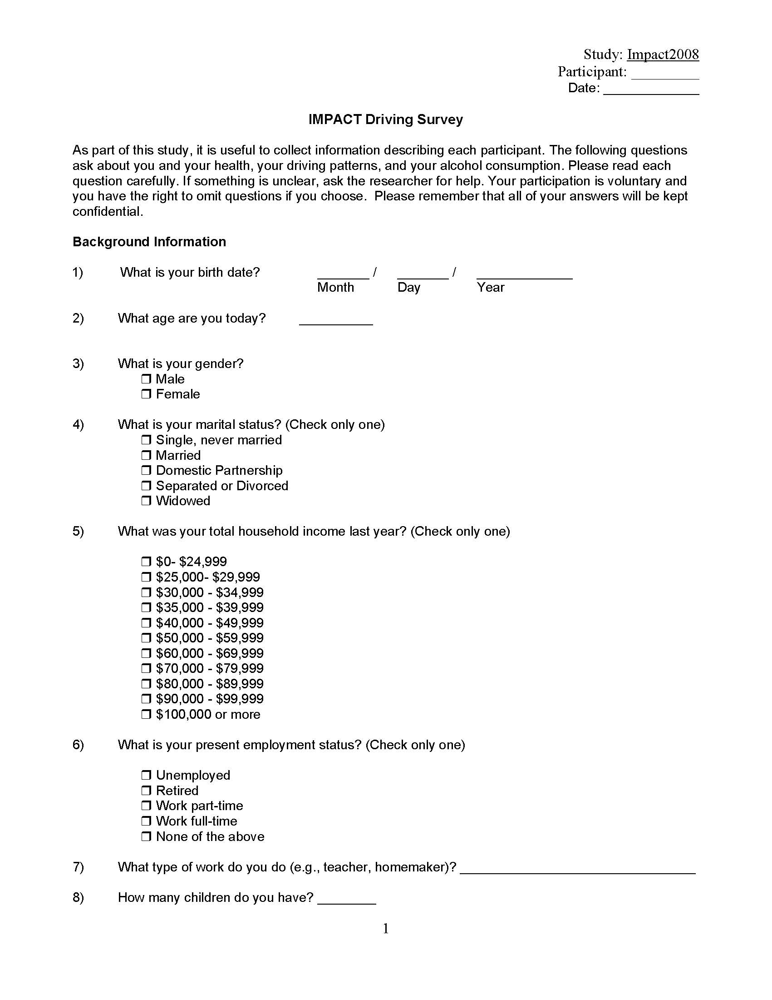 Study: Impact2008
Participant: _________
Date: _____________
IMPACT Driving Survey
As part of this study, it is useful to collect information describing each participant. The following questions
ask about you and your health, your driving patterns, and your alcohol consumption. Please read each
question carefully. If something is unclear, ask the researcher for help. Your participation is voluntary and
you have the right to omit questions if you choose.  Please remember that all of your answers will be kept
confidential.
Background Information
1) What is your birth date? _______ / _______ / _____________
Month Day Year
2) What age are you today? __________
3) What is your gender?
❒ Male
❒ Female
4) What is your marital status? (Check only one)
❒ Single, never married
❒ Married
❒ Domestic Partnership
❒ Separated or Divorced
❒ Widowed
5) What was your total household income last year? (Check only one)
❒ $0- $24,999
❒ $25,000- $29,999
❒ $30,000 - $34,999
❒ $35,000 - $39,999
❒ $40,000 - $49,999
❒ $50,000 - $59,999
❒ $60,000 - $69,999
❒ $70,000 - $79,999
❒ $80,000 - $89,999
❒ $90,000 - $99,999
❒ $100,000 or more
6) What is your present employment status? (Check only one)
❒ Unemployed
❒ Retired
❒ Work part-time
❒ Work full-time
❒ None of the above
7) What type of work do you do (e.g., teacher, homemaker)? ________________________________
8) How many children do you have? ________
1